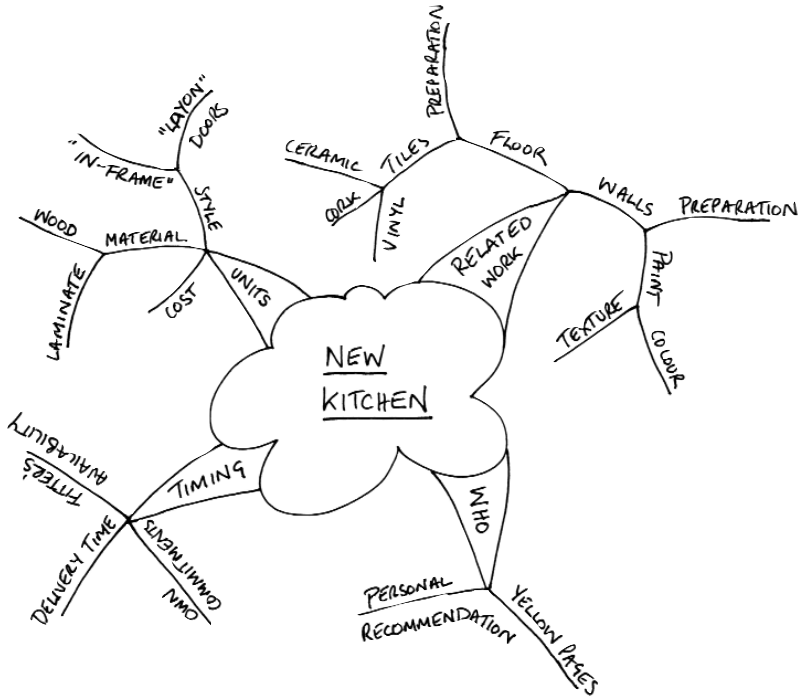 NEW
KITCHEN
UNITS
STYLE
"IN-FRAME"
"LAYON"
DOORS
MATERIAL
WOOD
LAMINATE
COST
RELATED
WORK
FLOOR
PREPARATION
TILES
CERAMIC
CORK
VINYL
WALLS
PREPARATION
PAINT
TEXTURE
COLOUR
WHO
PERSONAL
RECOMMENDATION
YELLOW PAGES
TIMING
FITTER'S
AVAILABILITY
DELIVERY TIME
OWN
COMMITMENTS